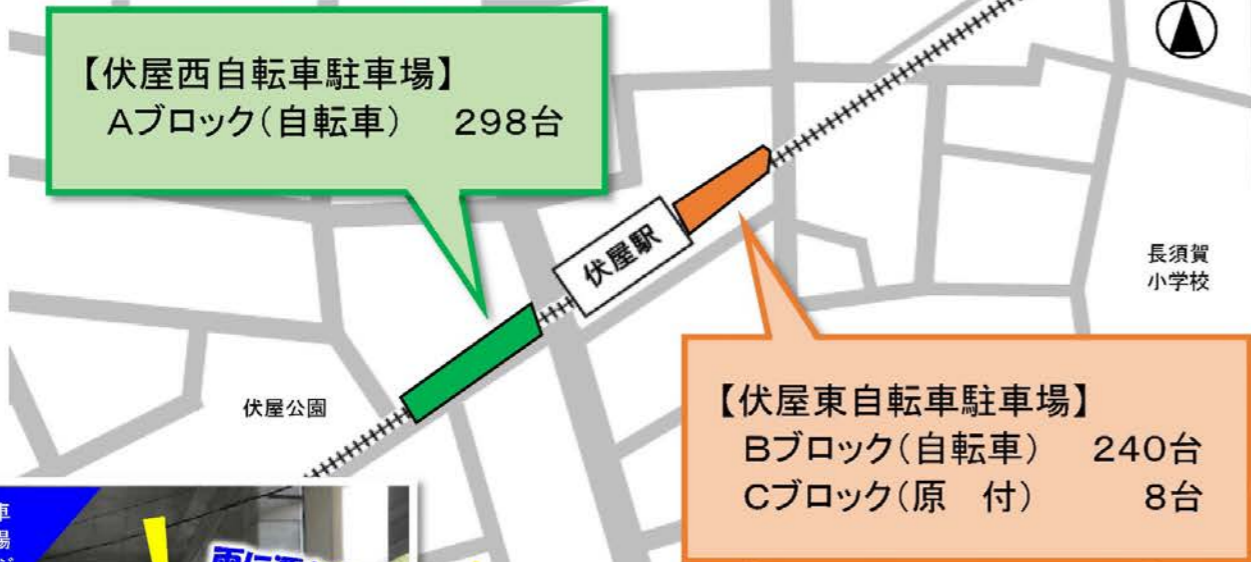 【伏屋西自転車駐車場】
Aブロック（自転車）　298台
伏屋駅
長須賀
小学校
伏屋公園
【伏屋東自転車駐車場】
Bブロック（自転車）　240台
Cブロック（原　付）　8台
車
場